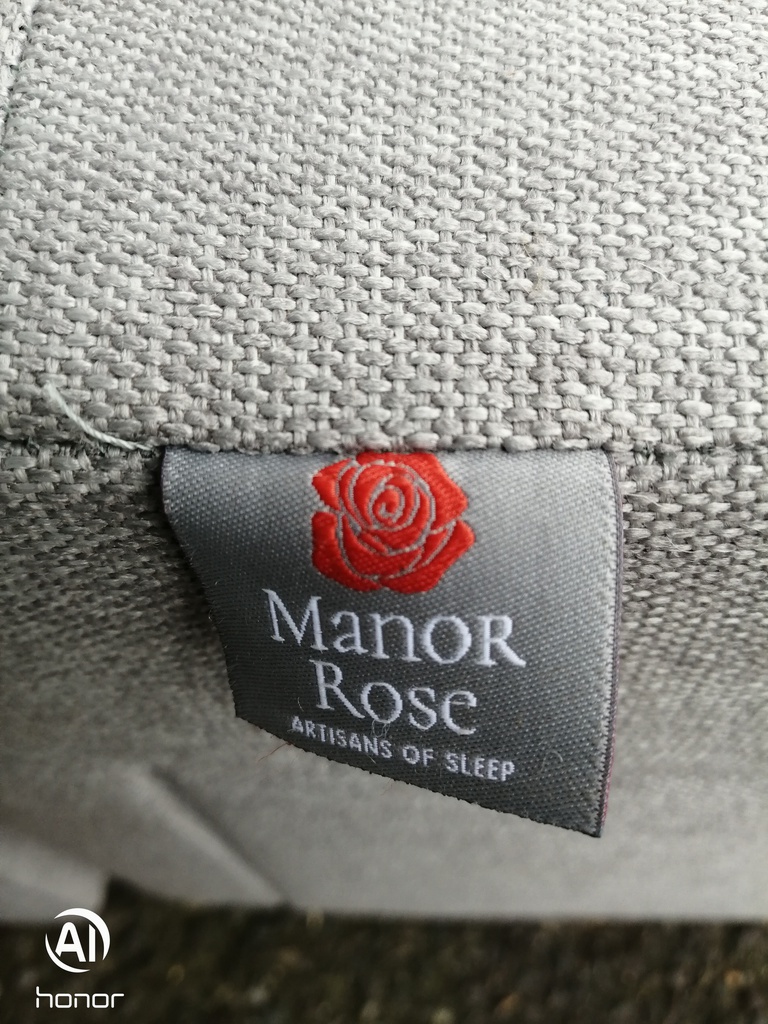 Manor
Rose
ARTISANS OF SLEEP
AI
honor